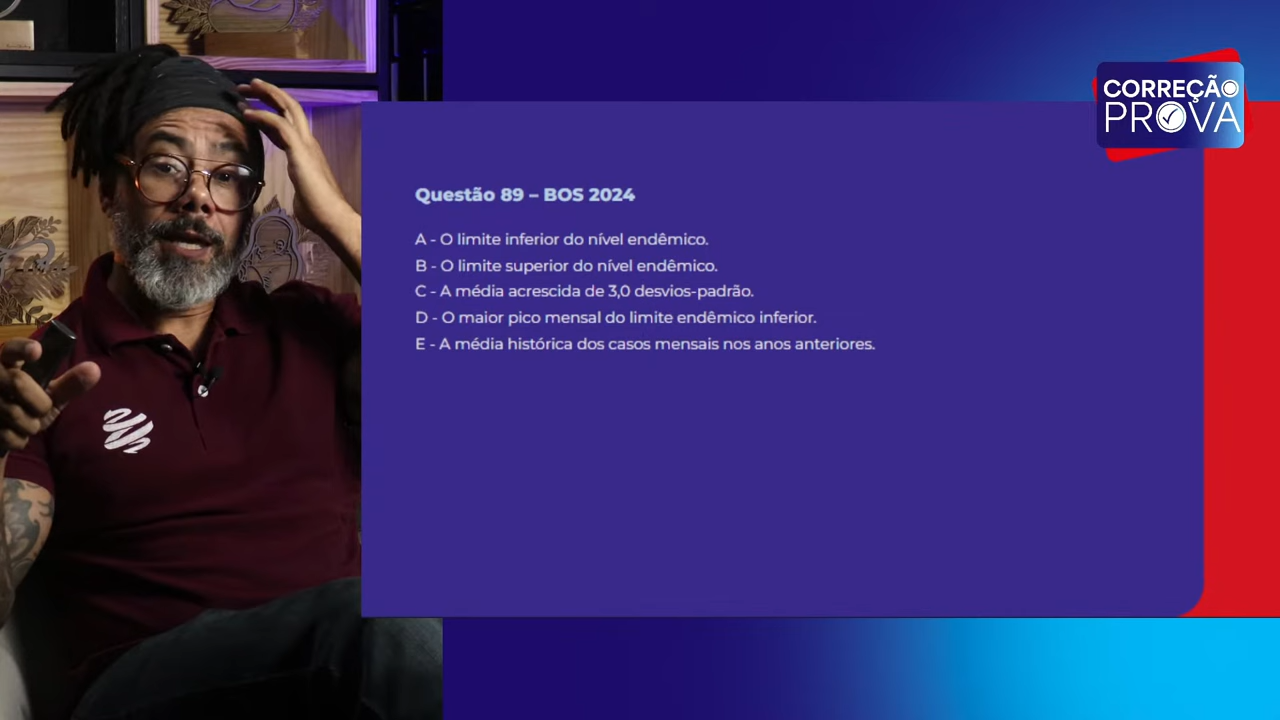 CORREÇÃO
PROVA
Questão 89 – BOS 2024
A - O limite inferior do nível endêmico.
B - O limite superior do nível endêmico.
C - A média acrescida de 3,0 desvios-padrão.
D - O maior pico mensal do limite endêmico inferior.
E - A média histórica dos casos mensais nos anos anteriores.